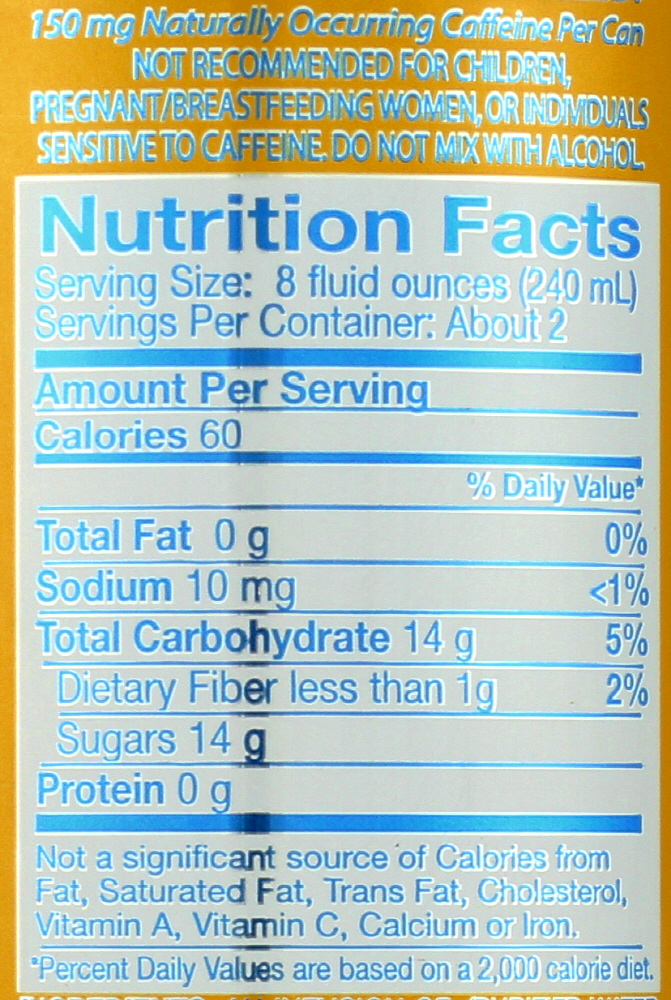 150 mg Naturally Occurring Caffeine Per Can
NOT RECOMMENDED FOR CHILDREN,
PREGNANT/BREASTFEEDING WOMEN, OR INDIVIDUALS
SENSITIVE TO CAFFEINE. DO NOT MIX WITH ALCOHOL.
Nutrition Facts
Serving Size: 8 fluid ounces (240 mL)
Servings Per Container: About 2
Amount Per Serving
Calories 60
% Daily Value*
Total Fat 0 g 0%
Sodium 10 mg <1%
Total Carbohydrate 14 g 5%
Dietary Fiber less than 1g 2%
Sugars 14 g
Protein 0 g
Not a significant source of Calories from
Fat, Saturated Fat, Trans Fat, Cholesterol,
Vitamin A, Vitamin C, Calcium or Iron.
*Percent Daily Values are based on a 2,000 calorie diet.